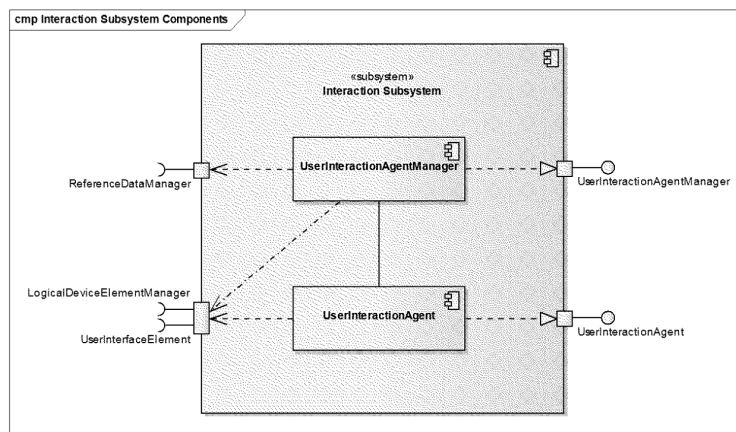 cmp Interaction Subsystem Components
«subsystem»
Interaction Subsystem
UserInteractionAgentManager
ReferenceDataManager
UserInteractionAgentManager
LogicalDeviceElementManager
UserInteractionAgent
UserInterfaceElement
UserInteractionAgent